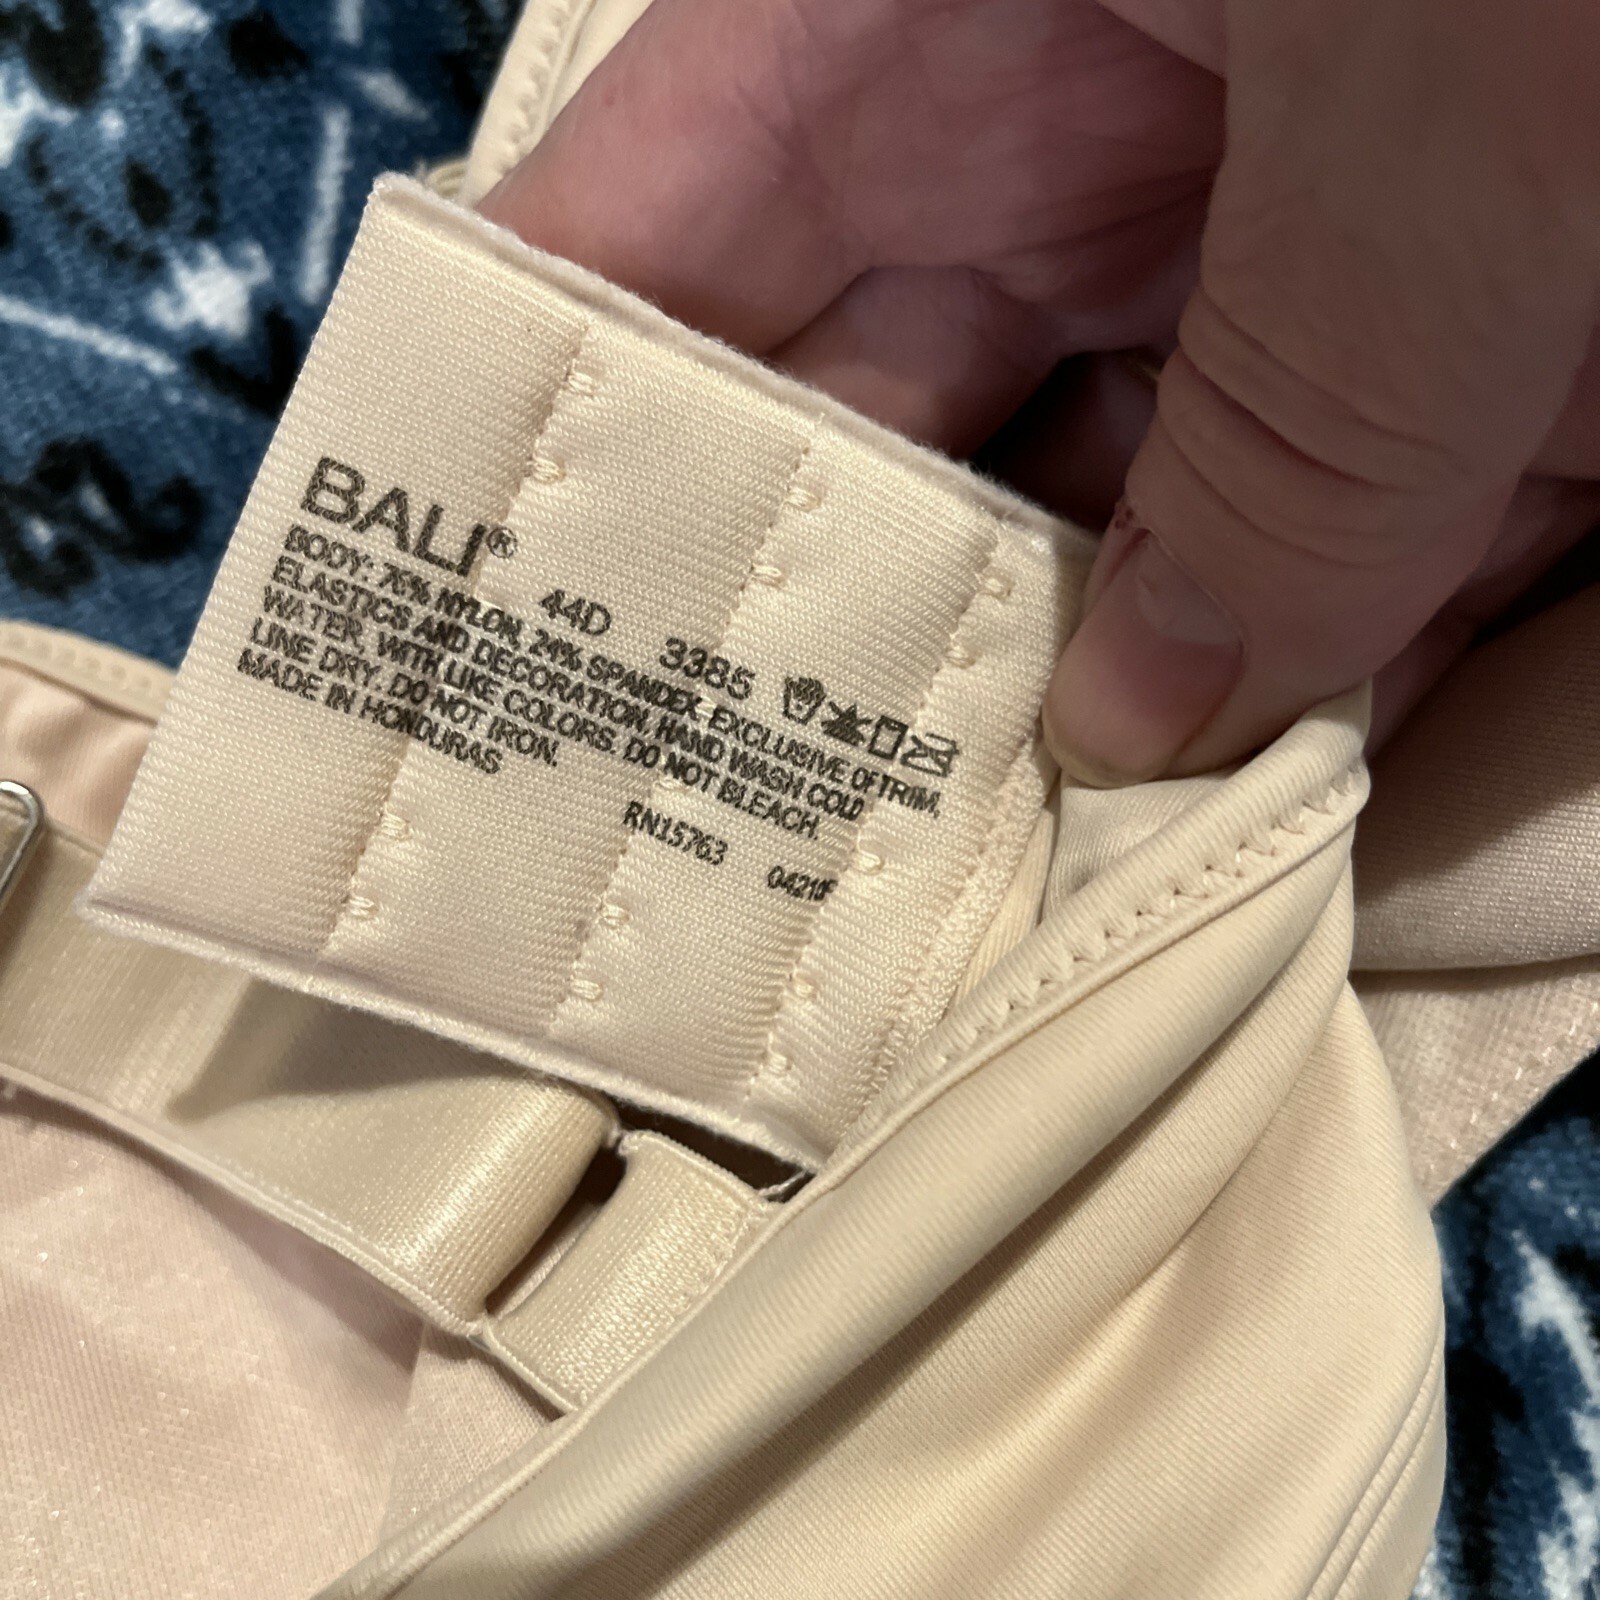 BALI®
44D 3385
BODY: 76% NYLON, 24% SPANDEX, EXCLUSIVE OF TRIM,
ELASTICS AND DECORATION, HAND WASH COLD
WATER, WITH LIKE COLORS. DO NOT BLEACH.
LINE DRY. DO NOT IRON.
MADE IN HONDURAS
RN15763